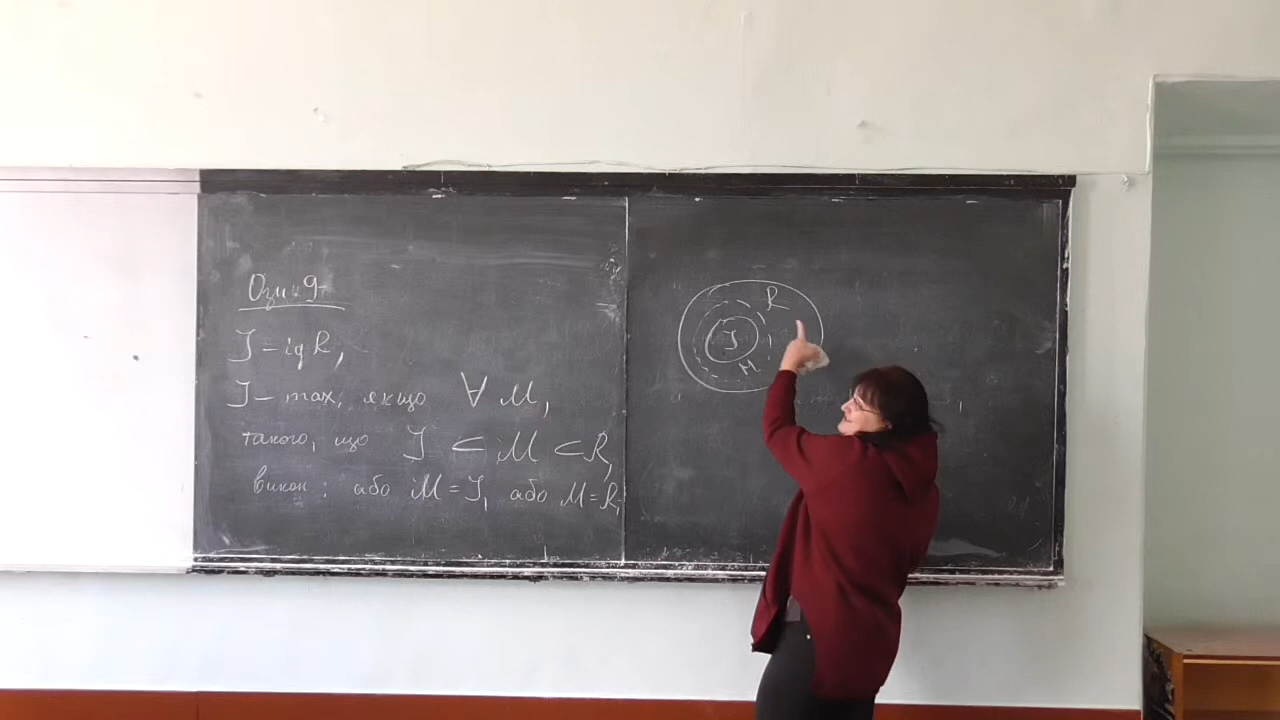 Озн. 9
J – ід R,
J – max, якщо ∀ M,
такого, що J ⊂ M ⊂ R,
викон: або M = J, або M = R.
R
J
M